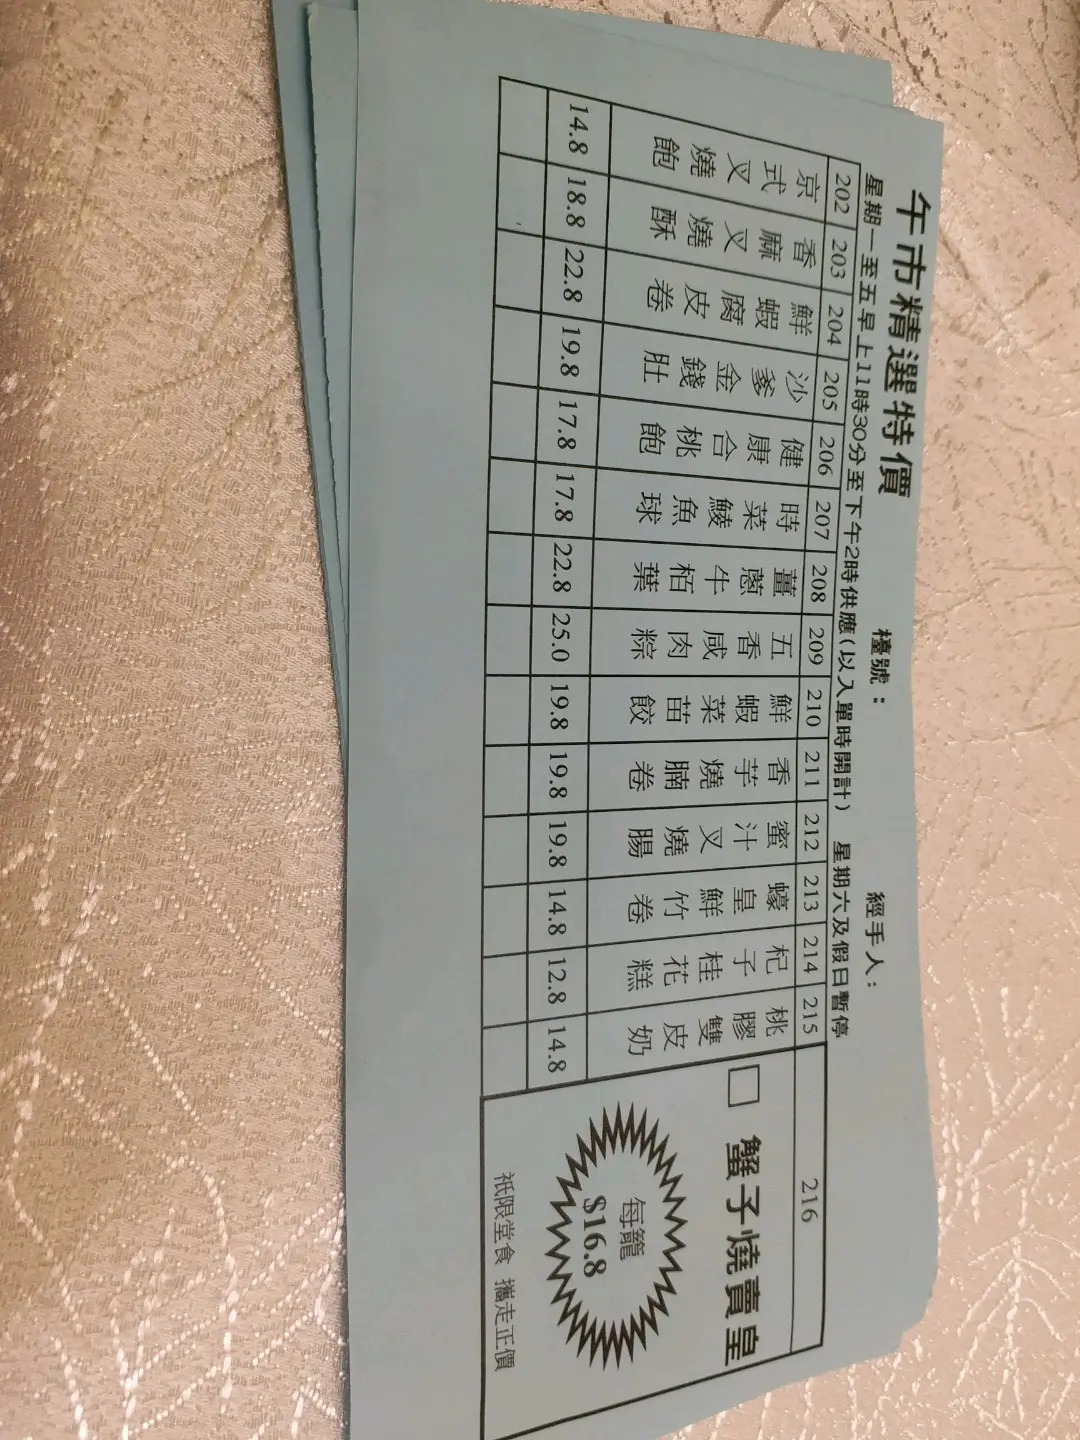 午市精選特價
檯號： 經手人：
星期一至五早上11時30分至下午2時供應(以入單時開計) 星期六及假日暫停
202 京式叉燒飽 14.8
203 香麻叉燒酥 18.8
204 鮮蝦腐皮卷 22.8
205 沙爹金錢肚 19.8
206 健康合桃飽 17.8
207 時菜鯪魚球 17.8
208 薑蔥牛栢葉 22.8
209 五香咸肉粽 25.0
210 鮮蝦菜苗餃 19.8
211 香芋燒腩卷 19.8
212 蜜汁叉燒腸 19.8
213 蠔皇鮮竹卷 14.8
214 杞子桂花糕 12.8
215 桃膠雙皮奶 14.8
216
蟹子燒賣皇
每籠
$16.8
祇限堂食 攜走正價